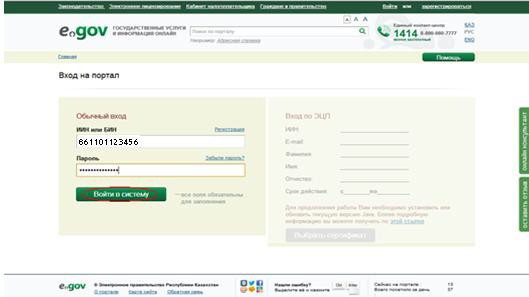 Законодательство Электронное лицензирование Кабинет налогоплательщика Граждане и правительство Войти или зарегистрироваться
A A A
egov ГОСУДАРСТВЕННЫЕ УСЛУГИ И ИНФОРМАЦИЯ ОНЛАЙН
Поиск по порталу
Например: Адресная справка
Единый контакт-центр
1414 8-800-080-7777
звонок бесплатный
ҚАЗ
РУС
ENG
Главная
Помощь
Вход на портал
Обычный вход
ИИН или БИН Регистрация
661101123456
Пароль Забыли пароль?
Войти в систему
все поля обязательны для заполнения
Вход по ЭЦП
ИИН
E-mail
Фамилия
Имя
Отчество
Срок действия с по
Для продолжения работы Вам необходимо установить или
обновить текущую версию Java. Более подробную
информацию вы можете получить по этой ссылке
Выбрать сертификат
онлайн консультант
оставить отзыв
egov © Электронное правительство Республики Казахстан
О портале Карта сайта Обратная связь
Нашли ошибку?
Выделите её и нажмите
Ctrl
Сейчас на портале : 13
Всего посетило за день : 37